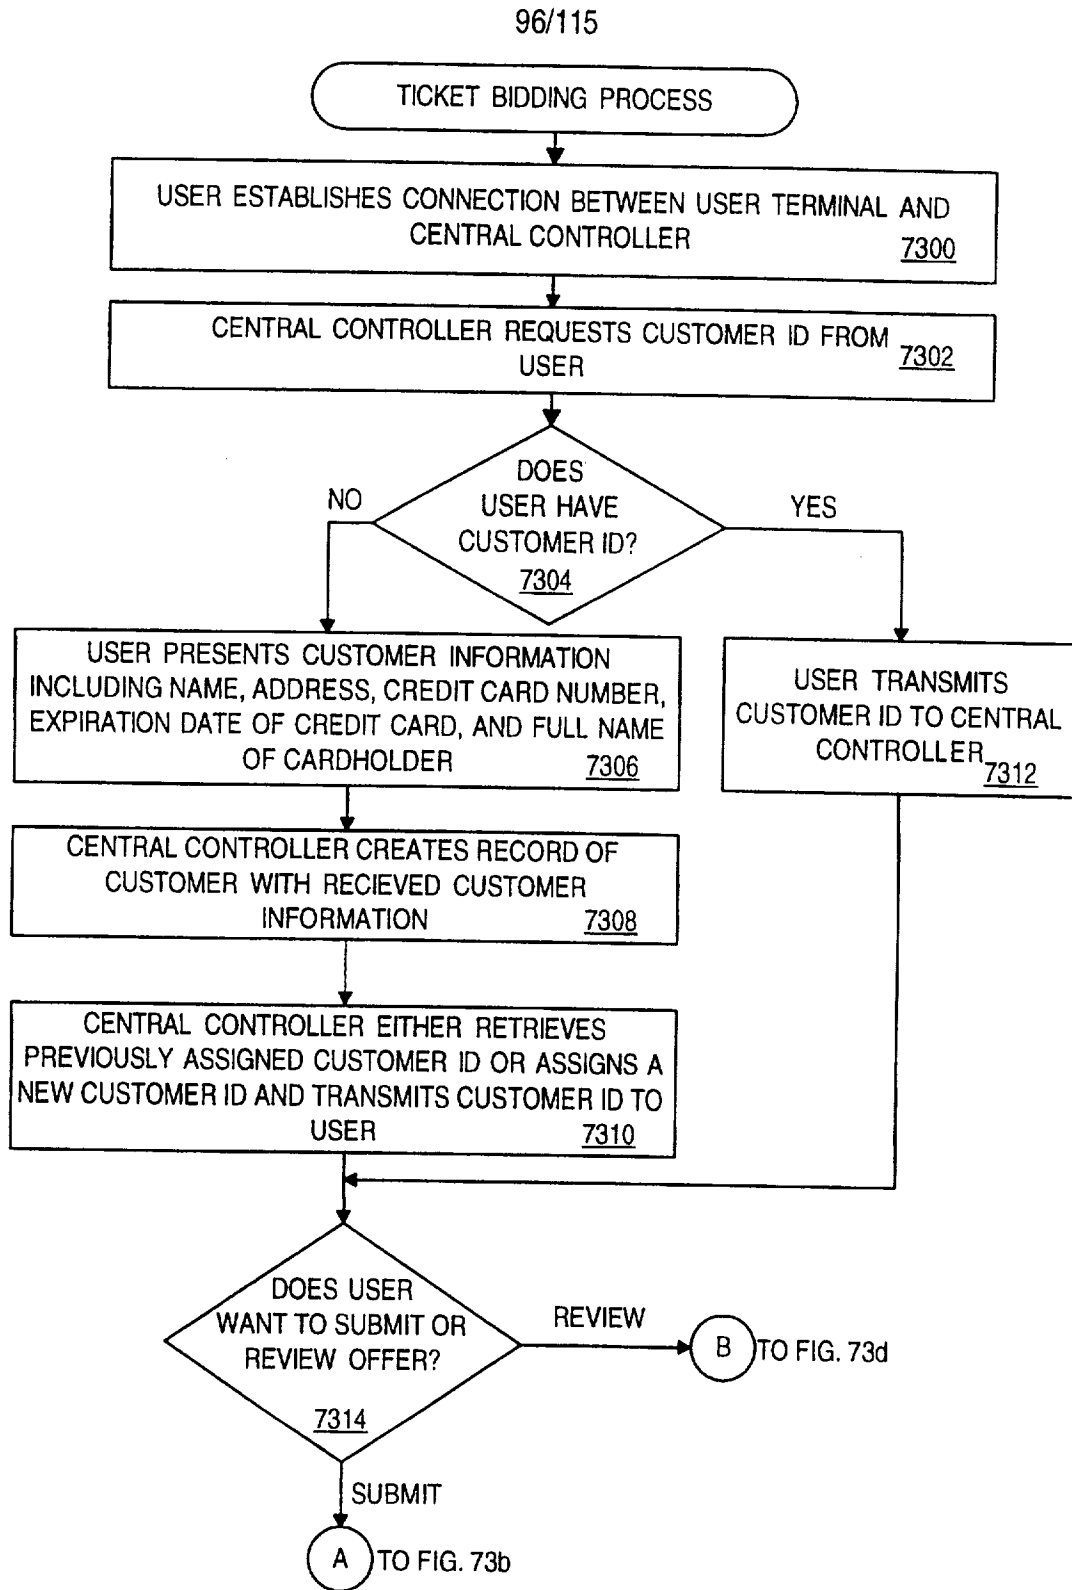 96/115
TICKET BIDDING PROCESS
USER ESTABLISHES CONNECTION BETWEEN USER TERMINAL AND
CENTRAL CONTROLLER 7300
CENTRAL CONTROLLER REQUESTS CUSTOMER ID FROM
USER 7302
DOES
USER HAVE
CUSTOMER ID?
7304
NO
YES
USER PRESENTS CUSTOMER INFORMATION
INCLUDING NAME, ADDRESS, CREDIT CARD NUMBER,
EXPIRATION DATE OF CREDIT CARD, AND FULL NAME
OF CARDHOLDER 7306
USER TRANSMITS
CUSTOMER ID TO CENTRAL
CONTROLLER 7312
CENTRAL CONTROLLER CREATES RECORD OF
CUSTOMER WITH RECIEVED CUSTOMER
INFORMATION 7308
CENTRAL CONTROLLER EITHER RETRIEVES
PREVIOUSLY ASSIGNED CUSTOMER ID OR ASSIGNS A
NEW CUSTOMER ID AND TRANSMITS CUSTOMER ID TO
USER 7310
DOES USER
WANT TO SUBMIT OR
REVIEW OFFER?
7314
REVIEW
B TO FIG. 73d
SUBMIT
A TO FIG. 73b